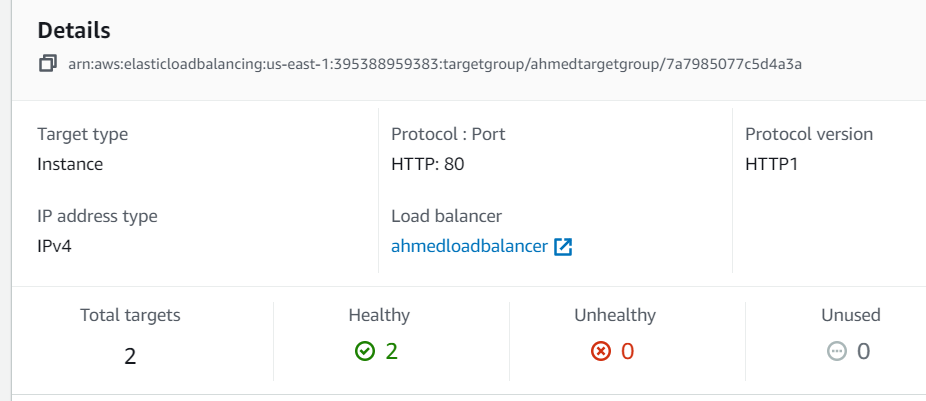 Details
arn:aws:elasticloadbalancing:us-east-1:395388959383:targetgroup/ahmedtargetgroup/7a7985077c5d4a3a
Target type
Instance
Protocol : Port
HTTP: 80
Protocol version
HTTP1
IP address type
IPv4
Load balancer
ahmedloadbalancer
Total targets
2
Healthy
2
Unhealthy
0
Unused
0